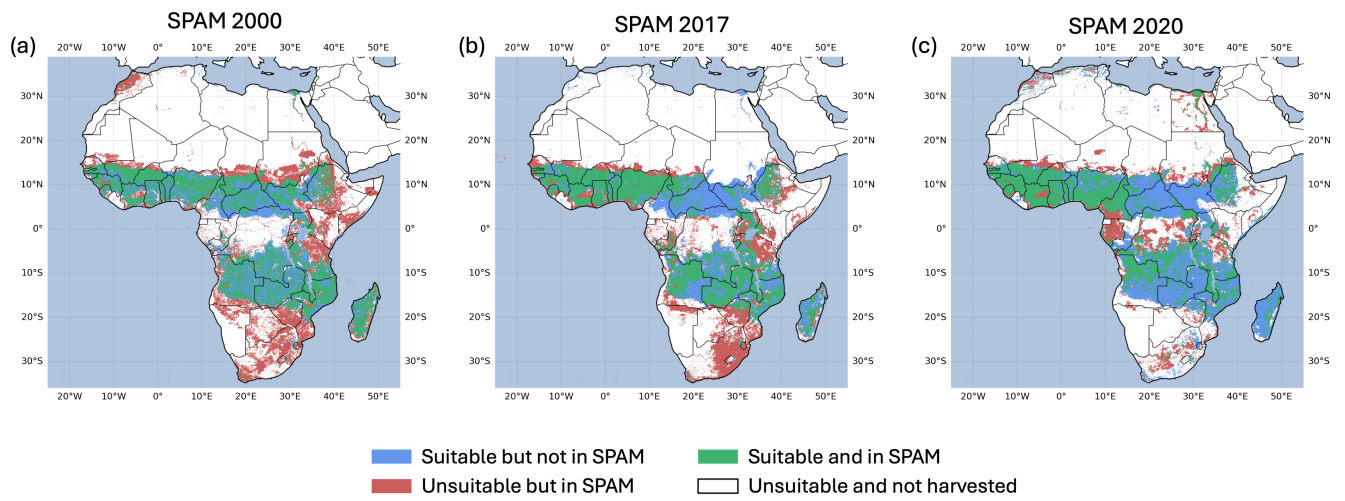 SPAM 2000
SPAM 2017
SPAM 2020
(a)
(b)
(c)
20°W 10°W 0° 10°E 20°E 30°E 40°E 50°E
20°W 10°W 0° 10°E 20°E 30°E 40°E 50°E
20°W 10°W 0° 10°E 20°E 30°E 40°E 50°E
30°N 30°N 30°N 30°N
20°N 20°N 20°N 20°N
10°N 10°N 10°N 10°N
0° 0° 0° 0°
10°S 10°S 10°S 10°S
20°S 20°S 20°S 20°S
30°S 30°S 30°S 30°S
20°W 10°W 0° 10°E 20°E 30°E 40°E 50°E
20°W 10°W 0° 10°E 20°E 30°E 40°E 50°E
20°W 10°W 0° 10°E 20°E 30°E 40°E 50°E
Suitable but not in SPAM
Suitable and in SPAM
Unsuitable but in SPAM
Unsuitable and not harvested